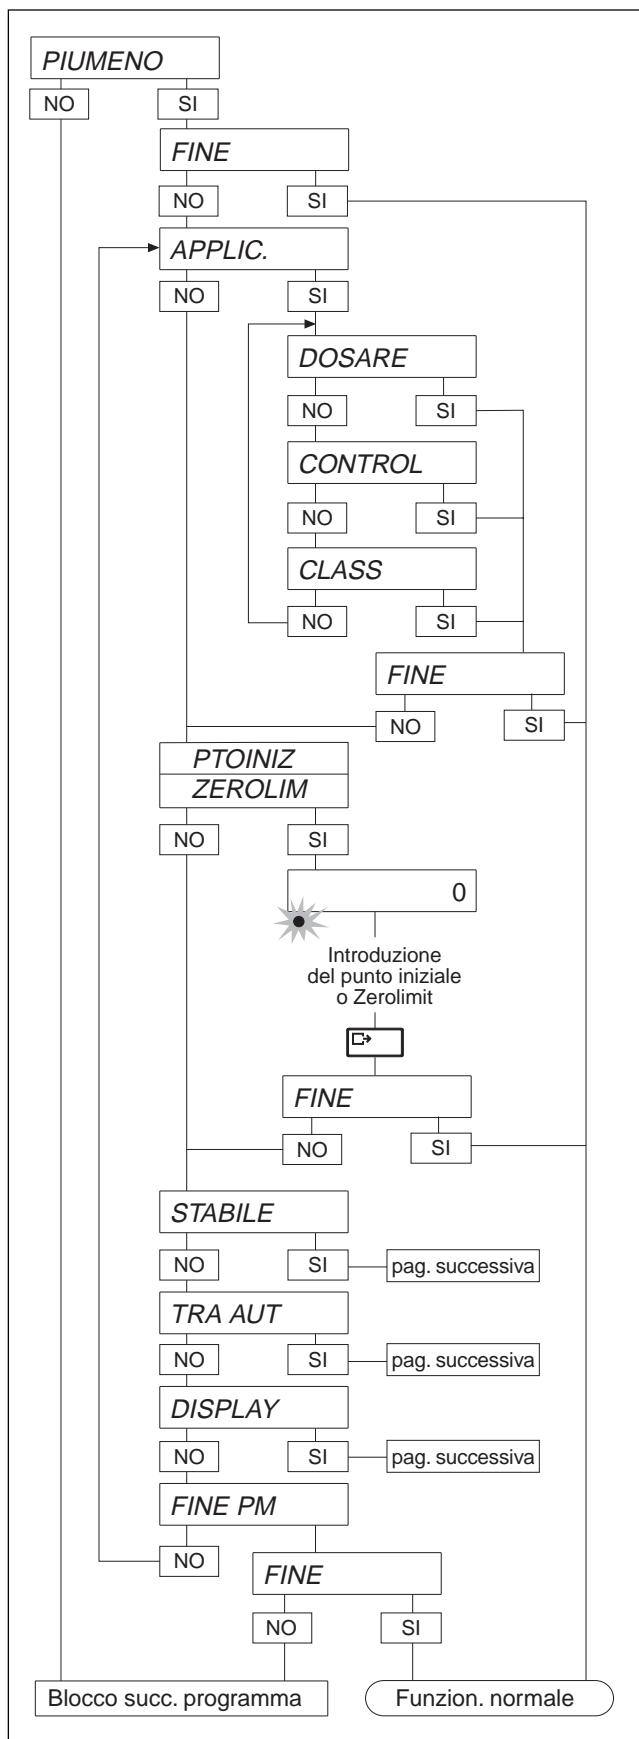 PIUMENO
NO SI
FINE
NO SI
APPLIC.
NO SI
DOSARE
NO SI
CONTROL
NO SI
CLASS
NO SI
FINE
NO SI
PTOINIZ
ZEROLIM
NO SI
0
Introduzione
del punto iniziale
o Zerolimit
FINE
NO SI
STABILE
NO SI pag. successiva
TRA AUT
NO SI pag. successiva
DISPLAY
NO SI pag. successiva
FINE PM
NO
FINE
NO SI
Blocco succ. programma Funzion. normale